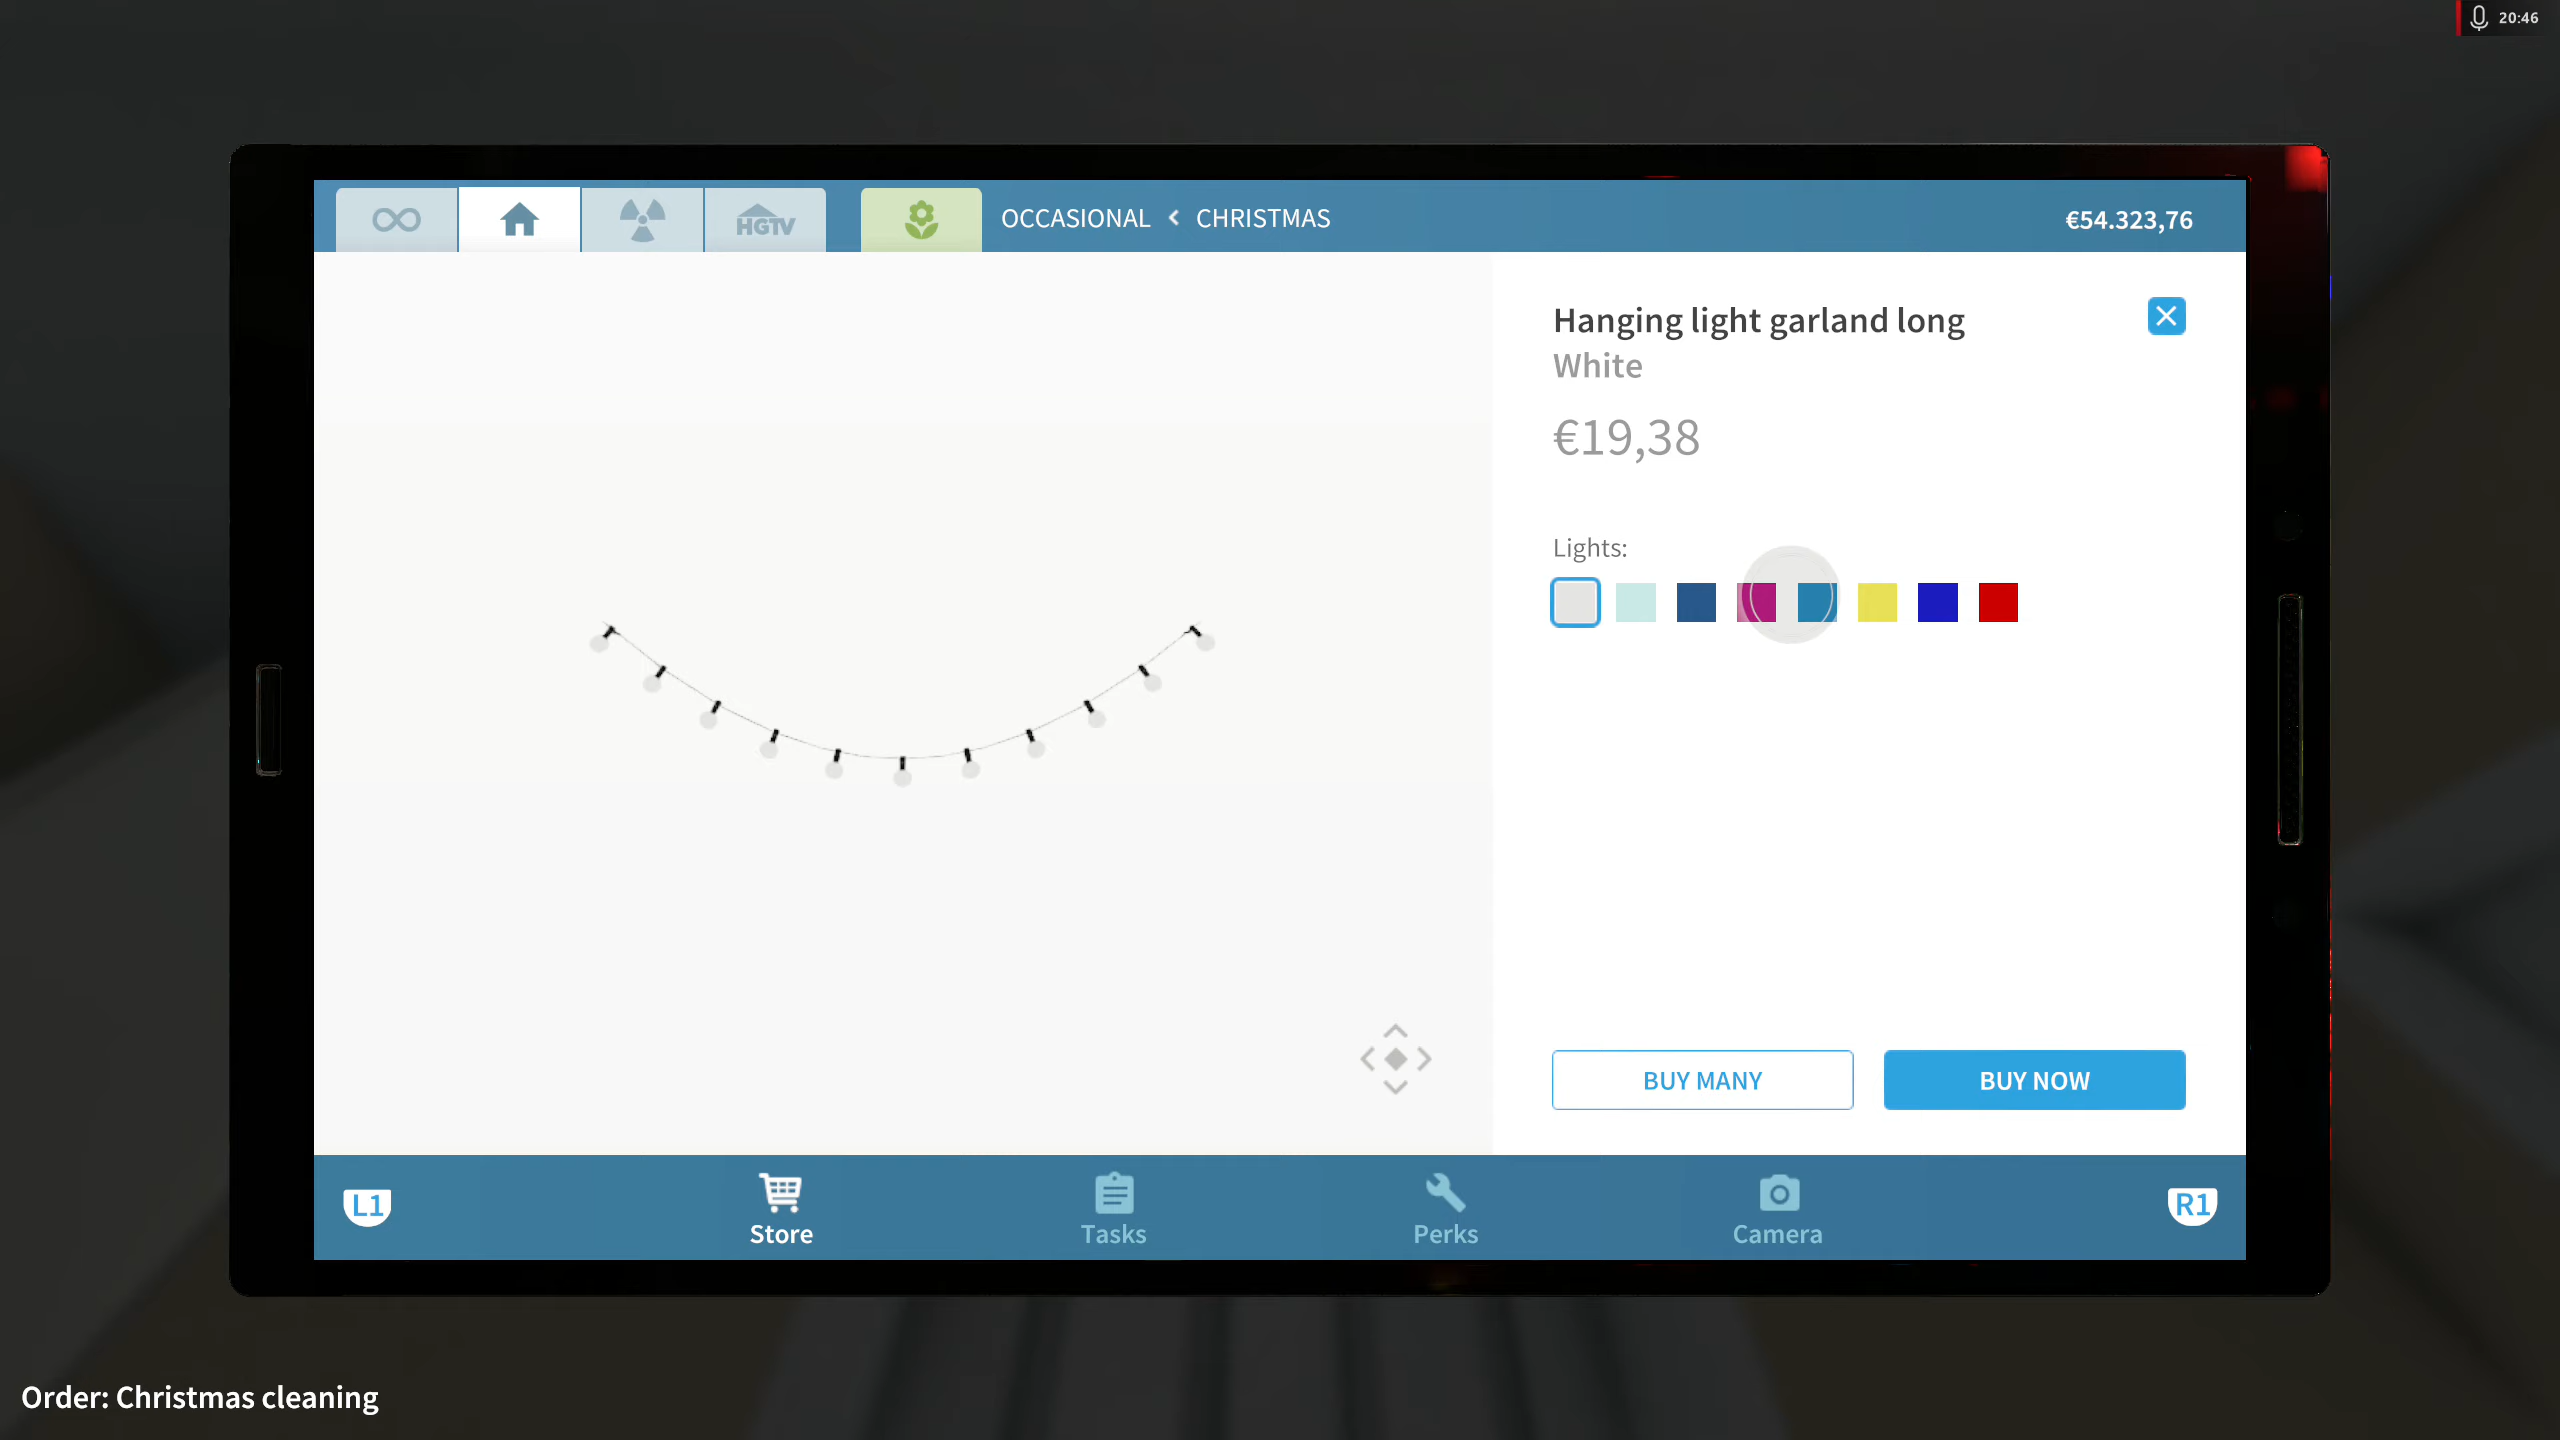 20:46
HGTV
OCCASIONAL < CHRISTMAS
€54.323,76
Hanging light garland long
White
€19,38
Lights:
BUY MANY
BUY NOW
L1
Store
Tasks
Perks
Camera
R1
Order: Christmas cleaning